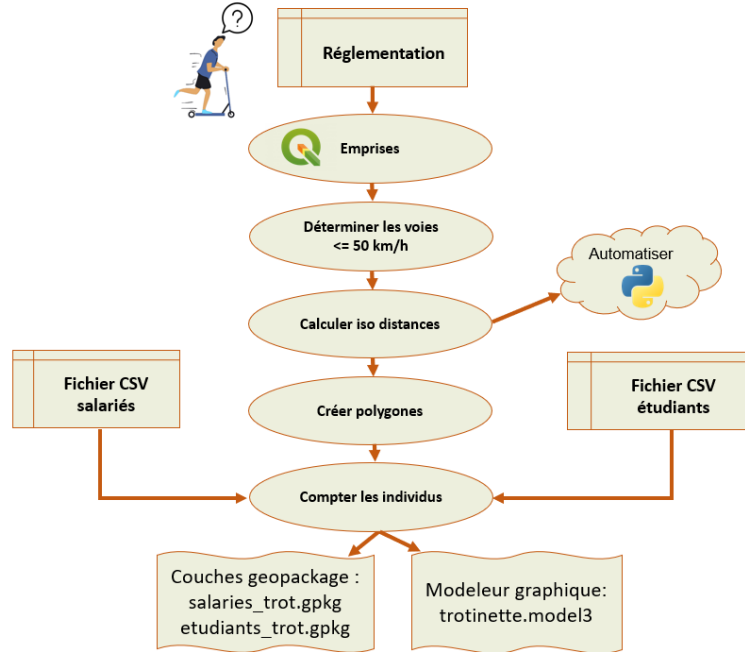 ?
Réglementation
Emprises
Déterminer les voies
<= 50 km/h
Automatiser
Calculer iso distances
Fichier CSV
salariés
Fichier CSV
étudiants
Créer polygones
Compter les individus
Couches geopackage :
salaries_trot.gpkg
etudiants_trot.gpkg
Modeleur graphique:
trotinette.model3